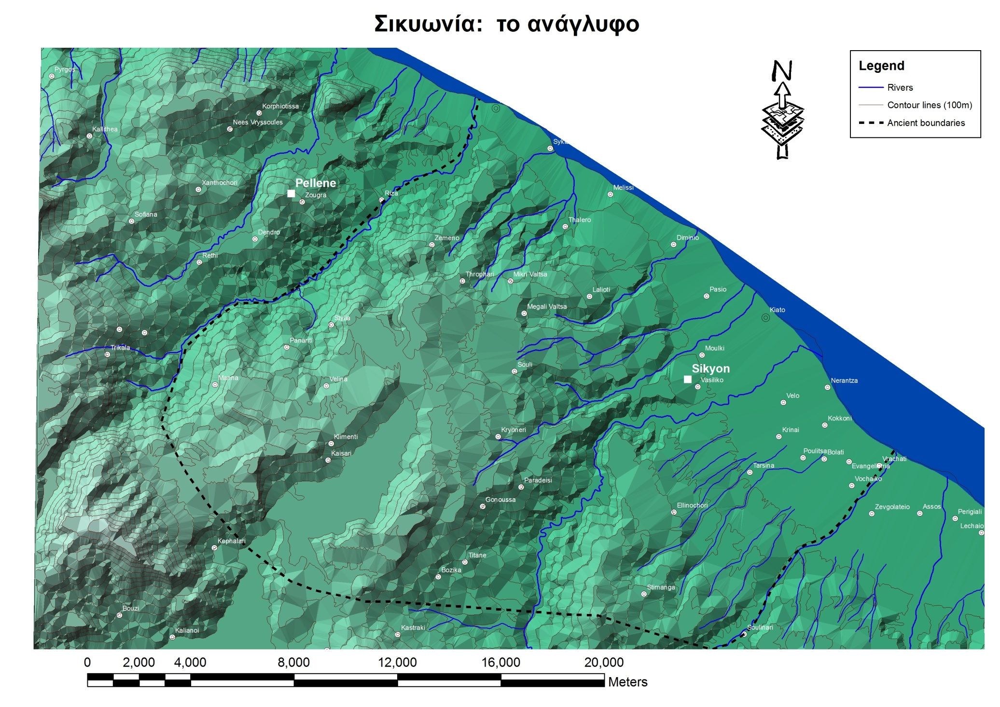 Σικυωνία: το ανάγλυφο
N
Legend
Rivers
Contour lines (100m)
Ancient boundaries
Pyrgos
Korphiotissa
Nees Vryssoules
Kallithea
Xanthochori
Pellene
Zougra
Riza
Melissi
Sofiana
Dendro
Rethi
Zemeno
Thalero
Diminio
Throphari
Mikri Valtsa
Lalioti
Pasio
Megali Valtsa
Kiato
Stylia
Panariti
Trikala
Moulki
Souli
Sikyon
Vasiliko
Manna
Velina
Nerantza
Velo
Kokkoni
Krinai
Kryoneri
Klimenti
Kaisari
Poulitsa
Bolati
Vrachati
Evangelistria
Tarsina
Vochaiko
Paradeisi
Gonoussa
Ellinochori
Zevgolateio
Assos
Perigiali
Lechaio
Kephalari
Titane
Bozika
Stimanga
Bouzi
Kalianoi
Kastraki
Soulinari
0 2,000 4,000 8,000 12,000 16,000 20,000
Meters